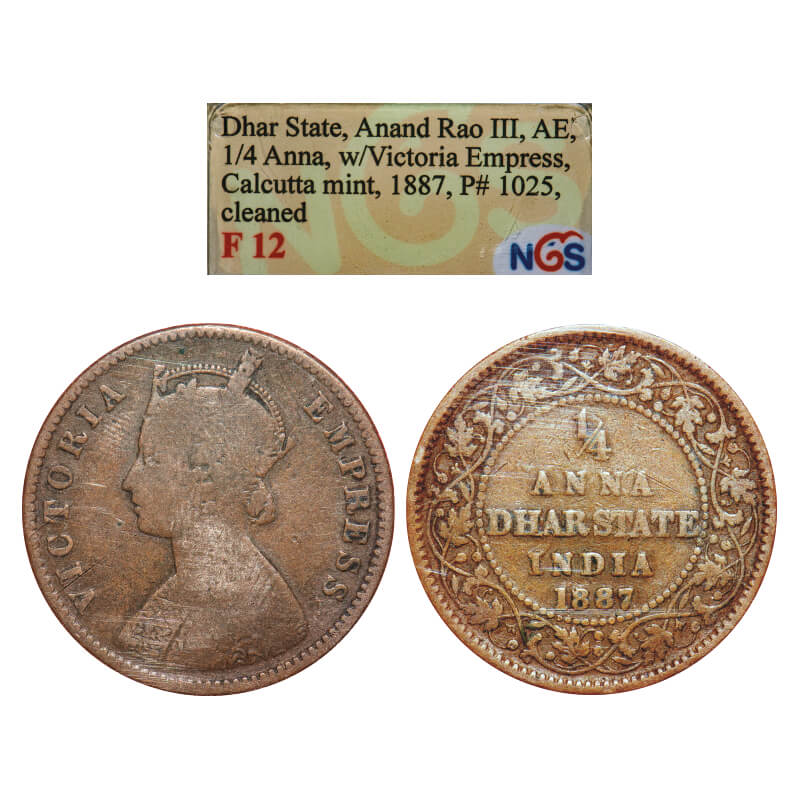 Dhar State, Anand Rao III, AE,
1/4 Anna, w/Victoria Empress,
Calcutta mint, 1887, P# 1025,
cleaned
F 12
NGS
VICTORIA EMPRESS
1/4
ANNA
DHAR STATE
INDIA
1887